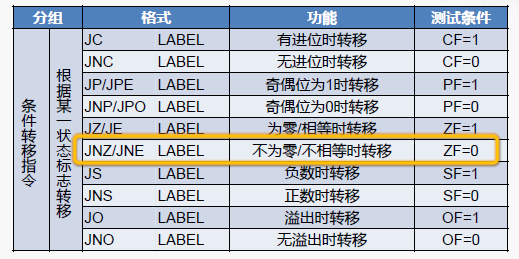 分组 格式 功能 测试条件
条件转移指令
根据某一状态标志转移
JC LABEL 有进位时转移 CF=1
JNC LABEL 无进位时转移 CF=0
JP/JPE LABEL 奇偶位为1时转移 PF=1
JNP/JPO LABEL 奇偶位为0时转移 PF=0
JZ/JE LABEL 为零/相等时转移 ZF=1
JNZ/JNE LABEL 不为零/不相等时转移 ZF=0
JS LABEL 负数时转移 SF=1
JNS LABEL 正数时转移 SF=0
JO LABEL 溢出时转移 OF=1
JNO LABEL 无溢出时转移 OF=0